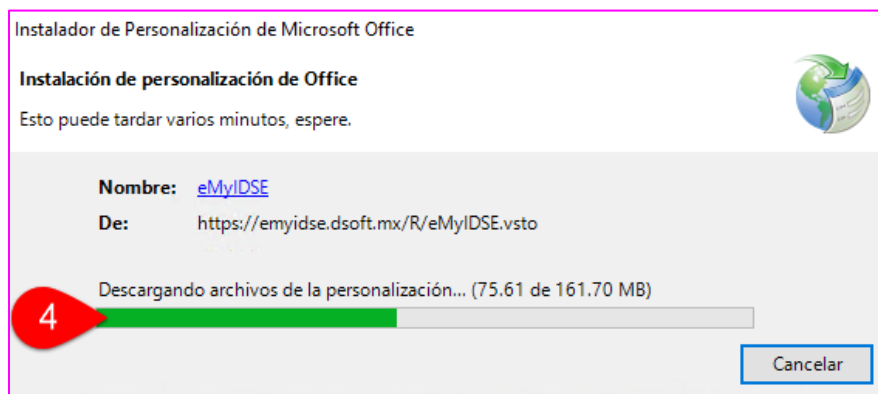 Instalador de Personalización de Microsoft Office
Instalación de personalización de Office
Esto puede tardar varios minutos, espere.
Nombre: eMyIDSE
De: https://emyidse.dsoft.mx/R/eMyIDSE.vsto
Descargando archivos de la personalización... (75.61 de 161.70 MB)
4
Cancelar